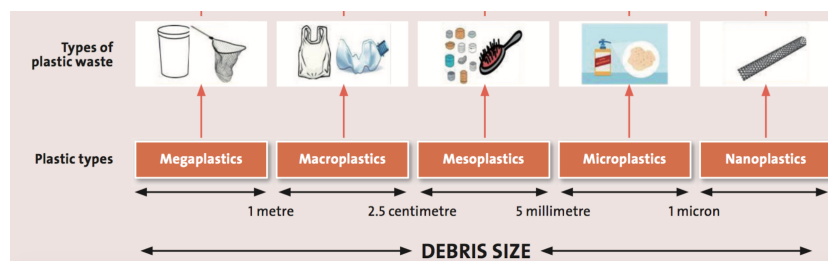 Types of
plastic waste
Plastic types
Megaplastics
Macroplastics
Mesoplastics
Microplastics
Nanoplastics
1 metre
2.5 centimetre
5 millimetre
1 micron
DEBRIS SIZE